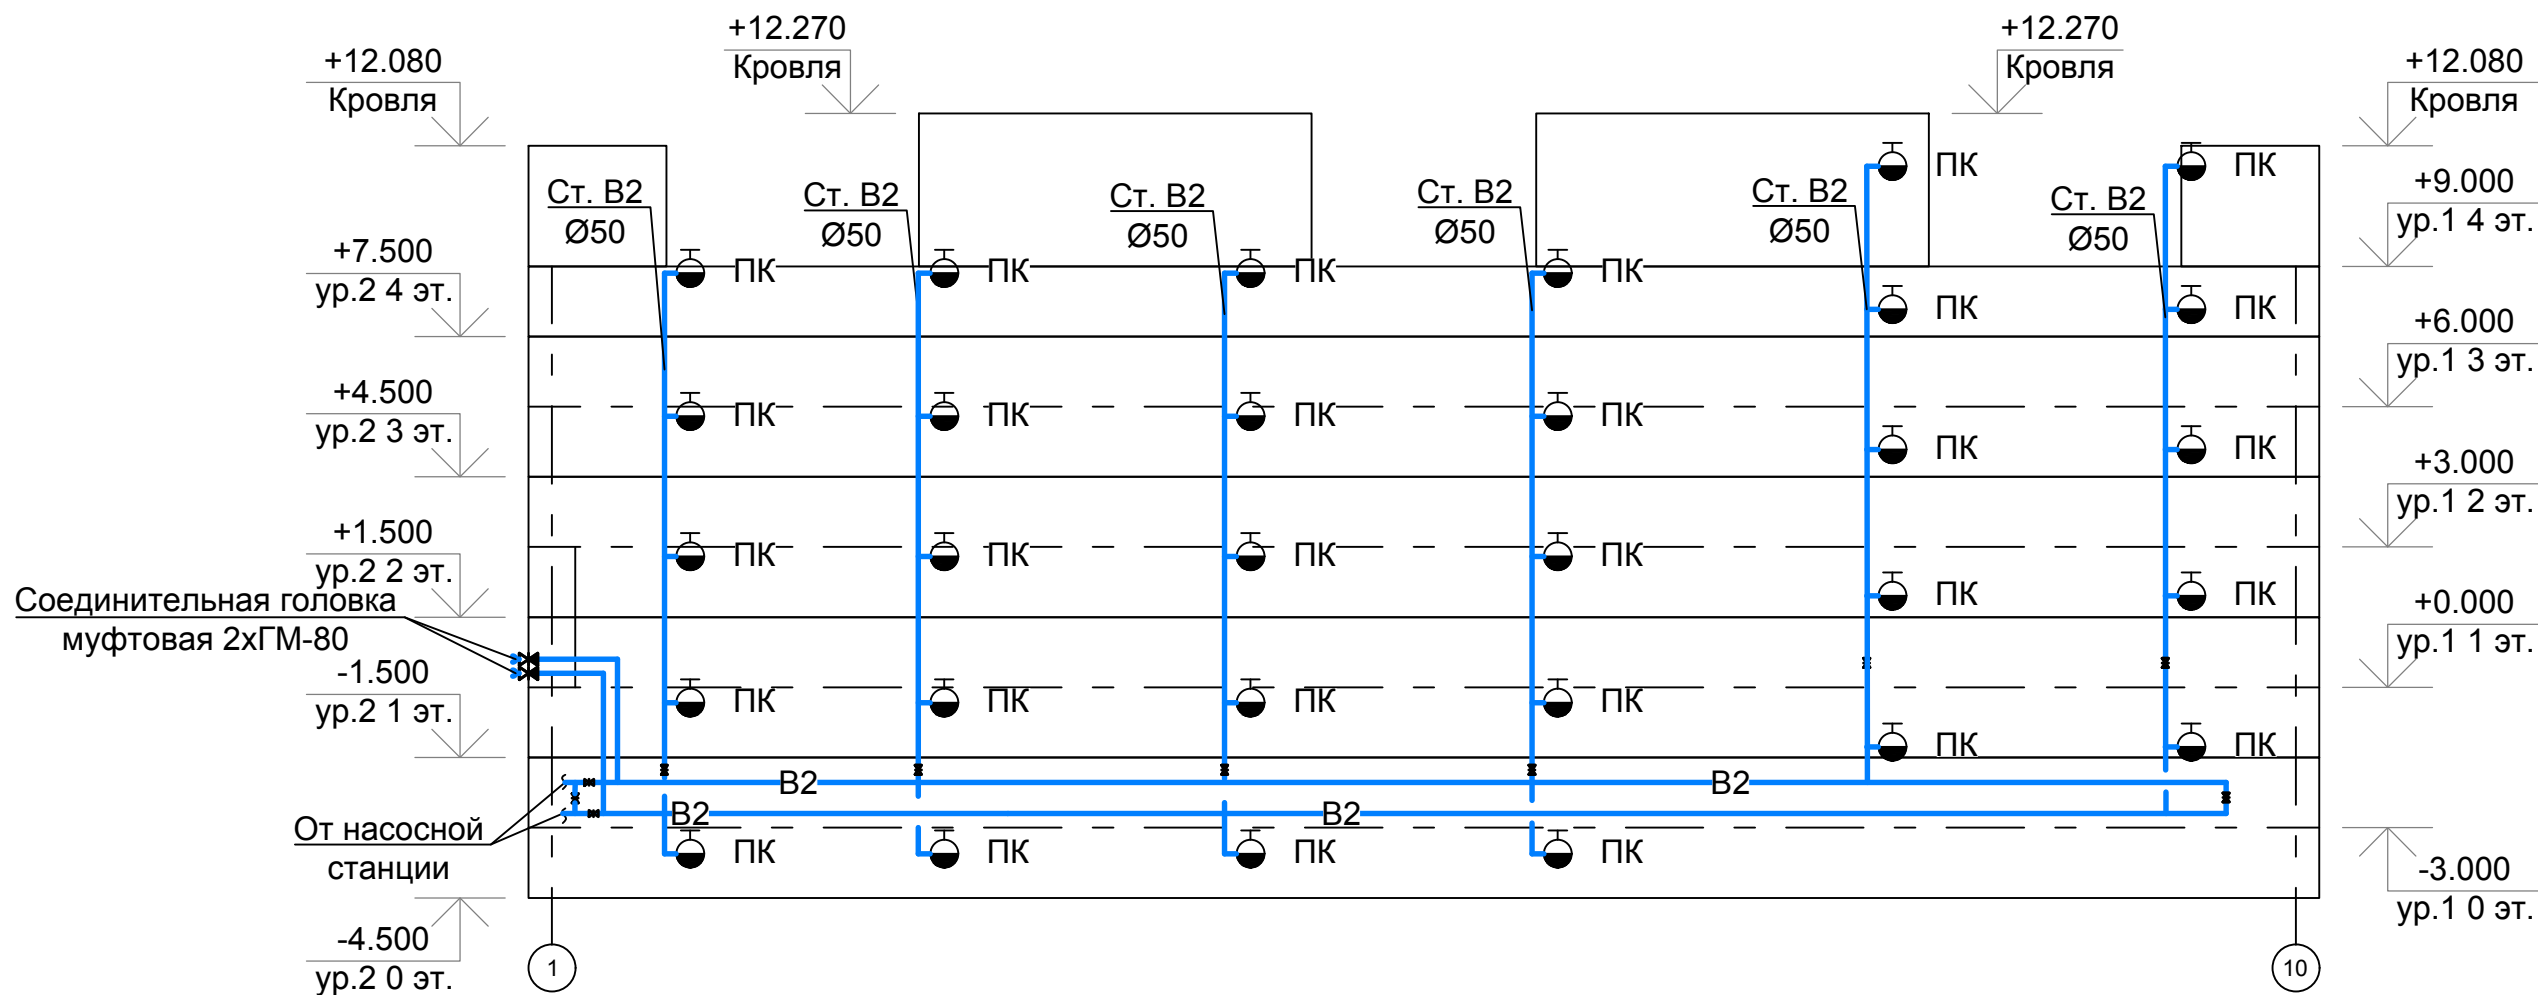 +12.270
Кровля
+12.270
Кровля
+12.080
Кровля
+12.080
Кровля
Ст. В2
Ø50
Ст. В2
Ø50
Ст. В2
Ø50
Ст. В2
Ø50
Ст. В2
Ø50
Ст. В2
Ø50
ПК
ПК
+9.000
ур.1 4 эт.
+7.500
ур.2 4 эт.
ПК
ПК
ПК
ПК
ПК
ПК
+6.000
ур.1 3 эт.
+4.500
ур.2 3 эт.
ПК
ПК
ПК
ПК
ПК
ПК
+3.000
ур.1 2 эт.
+1.500
ур.2 2 эт.
ПК
ПК
ПК
ПК
ПК
ПК
Соединительная головка
муфтовая 2хГМ-80
+0.000
ур.1 1 эт.
-1.500
ур.2 1 эт.
ПК
ПК
ПК
ПК
ПК
ПК
В2
В2
В2
В2
От насосной
станции
ПК
ПК
ПК
ПК
-3.000
ур.1 0 эт.
-4.500
ур.2 0 эт.
1
10